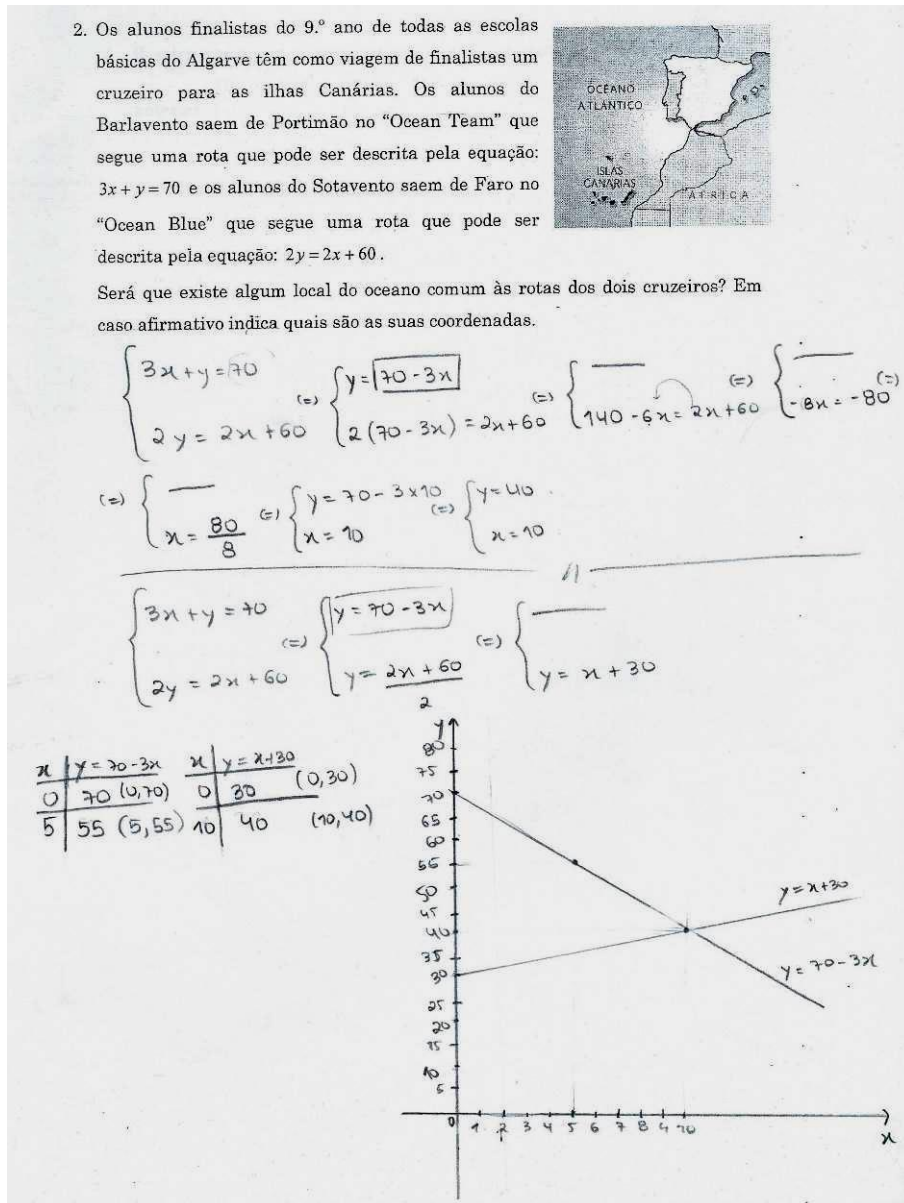 2. Os alunos finalistas do 9.º ano de todas as escolas
básicas do Algarve têm como viagem de finalistas um
cruzeiro para as ilhas Canárias. Os alunos do
Barlavento saem de Portimão no “Ocean Team” que
segue uma rota que pode ser descrita pela equação:
3x + y = 70 e os alunos do Sotavento saem de Faro no
“Ocean Blue” que segue uma rota que pode ser
descrita pela equação: 2y = 2x + 60.
OCEANO
ATLÁNTICO
ISLAS
CANARIAS
ÁFRICA
Será que existe algum local do oceano comum às rotas dos dois cruzeiros? Em
caso afirmativo indica quais são as suas coordenadas.
{ 3x + y = 70 (=) { y = 70 - 3x (=) { — (=) { — (=)
2y = 2x + 60 2(70 - 3x) = 2x + 60 140 - 6x = 2x + 60 -8x = -80
(=) { — (=) { y = 70 - 3 x 10 (=) { y = 40
x = 80/8 x = 10 x = 10
{ 3x + y = 70 (=) { y = 70 - 3x (=) { —
2y = 2x + 60 y = 2x + 60 / 2 y = x + 30
x | y = 70 - 3x x | y = x + 30
0 | 70 (0,70) 0 | 30 (0,30)
5 | 55 (5,55) 10 | 40 (10,40)
y
80
75
70
65
60
55
50
45
40
35
30
25
20
15
10
5
y = x + 30
y = 70 - 3x
0 1 2 3 4 5 6 7 8 9 10
x